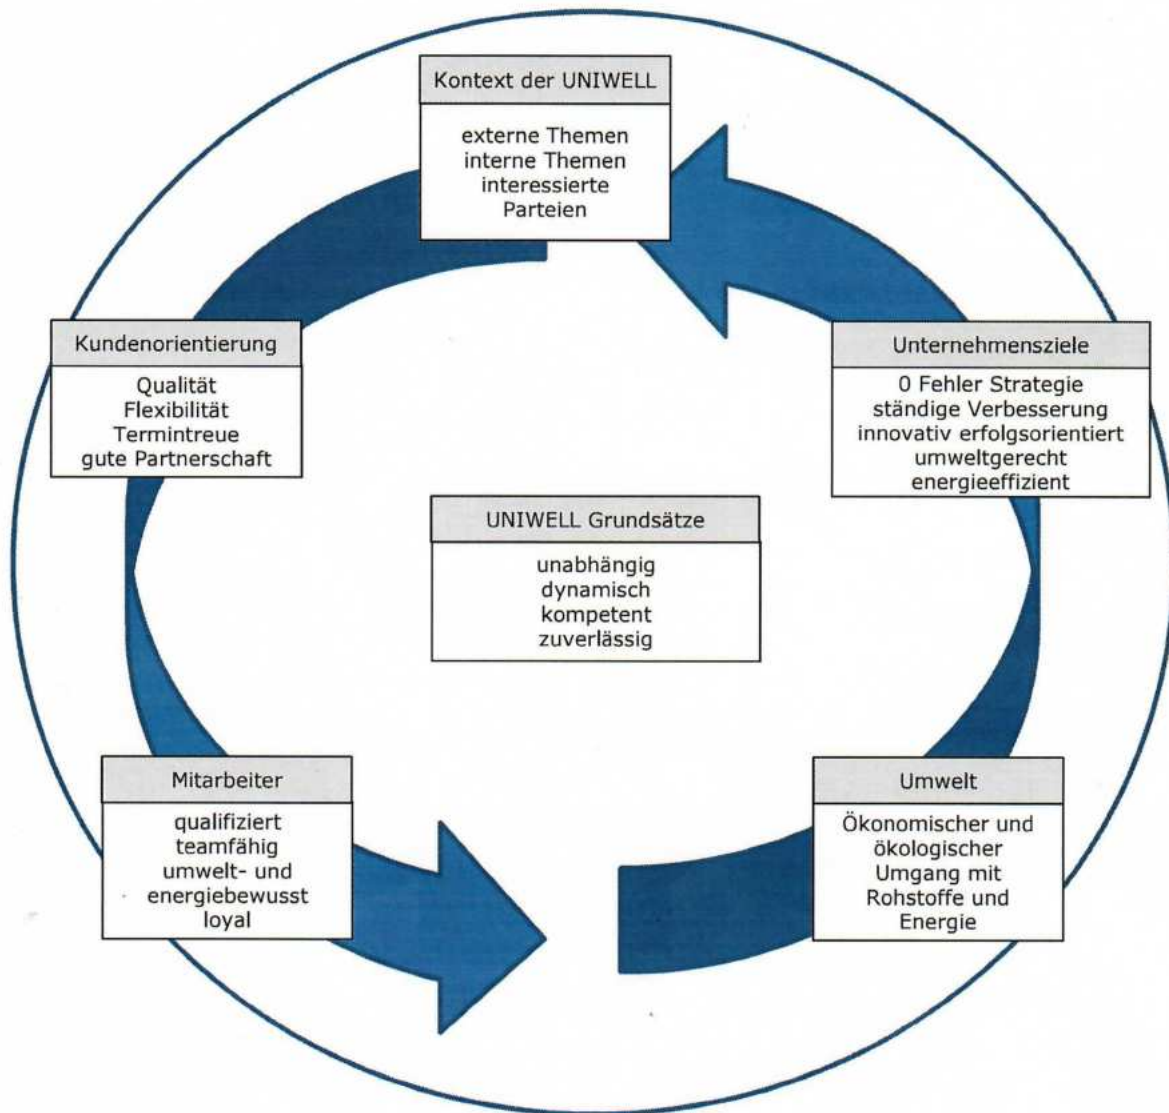 Kontext der UNIWELL
externe Themen
interne Themen
interessierte
Parteien
Kundenorientierung
Qualität
Flexibilität
Termintreue
gute Partnerschaft
Unternehmensziele
0 Fehler Strategie
ständige Verbesserung
innovativ erfolgsorientiert
umweltgerecht
energieeffizient
UNIWELL Grundsätze
unabhängig
dynamisch
kompetent
zuverlässig
Mitarbeiter
qualifiziert
teamfähig
umwelt- und
energiebewusst
loyal
Umwelt
Ökonomischer und
ökologischer
Umgang mit
Rohstoffe und
Energie